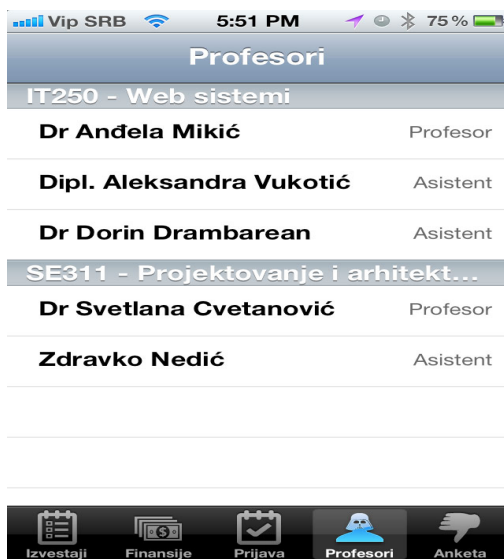 Vip SRB 5:51 PM 75%
Profesori
IT250 - Web sistemi
Dr Anđela Mikić Profesor
Dipl. Aleksandra Vukotić Asistent
Dr Dorin Drambarean Asistent
SE311 - Projektovanje i arhitekt...
Dr Svetlana Cvetanović Profesor
Zdravko Nedić Asistent
Izvestaji Finansije Prijava Profesori Anketa